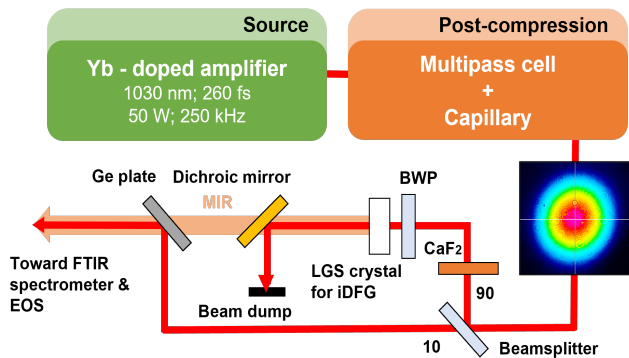 Source
Yb - doped amplifier
1030 nm; 260 fs
50 W; 250 kHz
Post-compression
Multipass cell
+
Capillary
Ge plate
Dichroic mirror
MIR
BWP
CaF₂
Toward FTIR
spectrometer &
EOS
Beam dump
LGS crystal
for iDFG
90
10
Beamsplitter